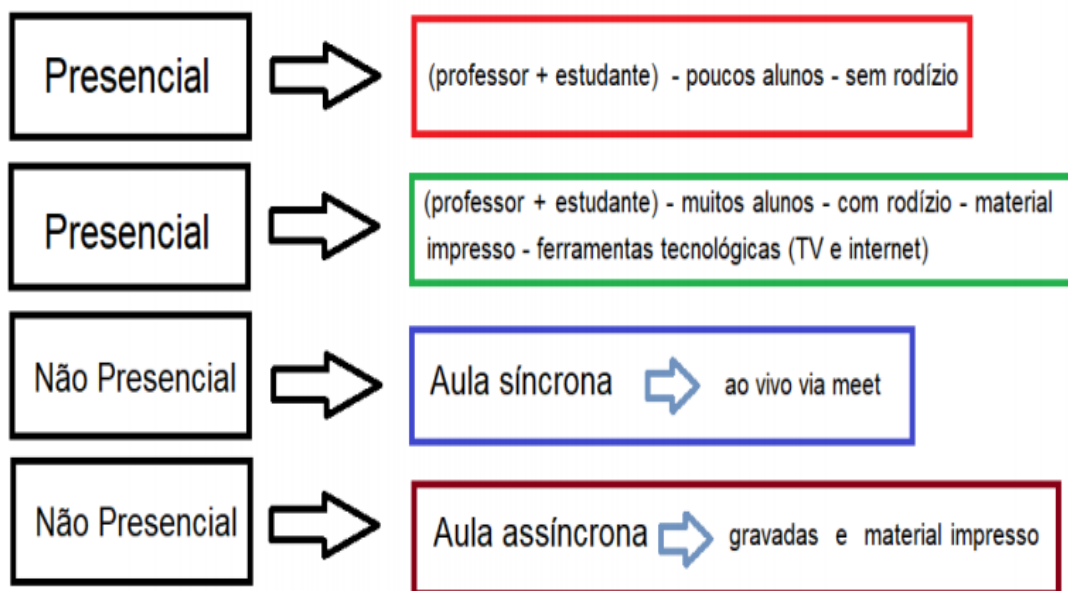 Presencial
(professor + estudante) - poucos alunos - sem rodízio
Presencial
(professor + estudante) - muitos alunos - com rodízio - material
impresso - ferramentas tecnológicas (TV e internet)
Não Presencial
Aula síncrona
ao vivo via meet
Não Presencial
Aula assíncrona
gravadas e material impresso